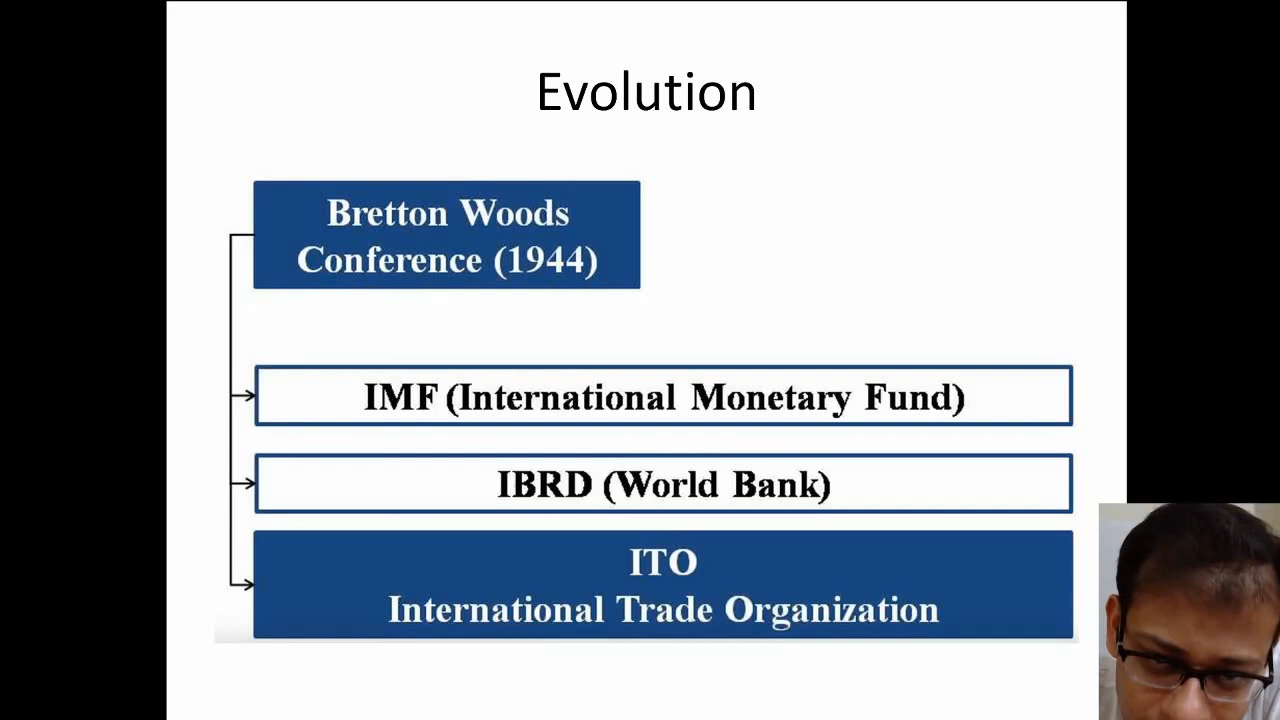 Evolution
Bretton Woods
Conference (1944)
IMF (International Monetary Fund)
IBRD (World Bank)
ITO
International Trade Organization